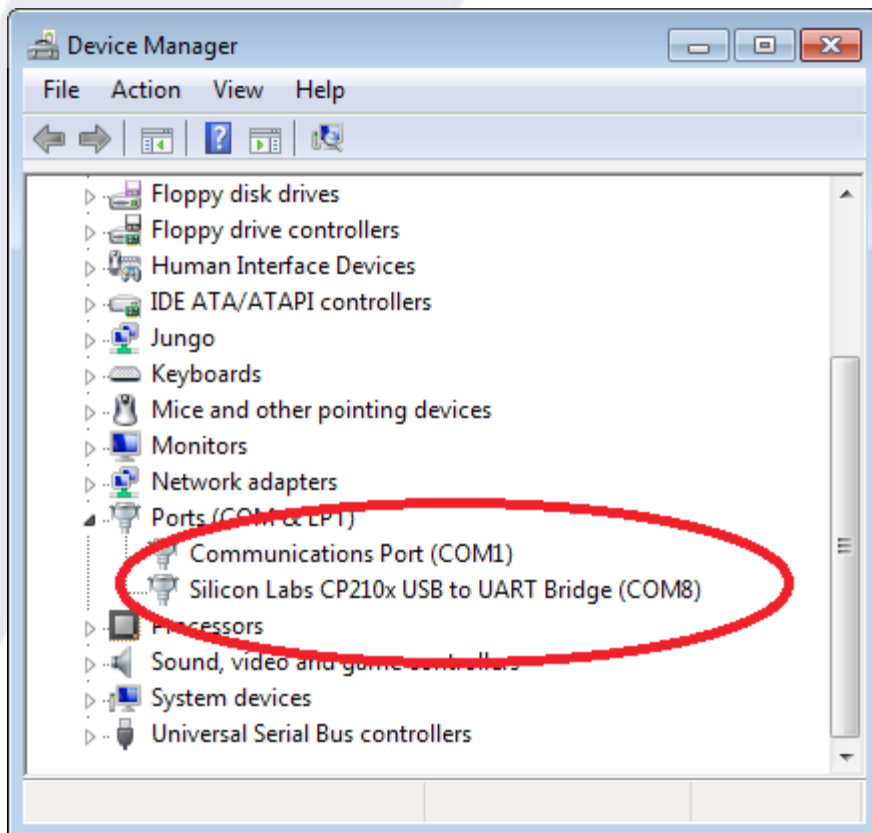 Device Manager
File Action View Help
Floppy disk drives
Floppy drive controllers
Human Interface Devices
IDE ATA/ATAPI controllers
Jungo
Keyboards
Mice and other pointing devices
Monitors
Network adapters
Ports (COM & LPT)
Communications Port (COM1)
Silicon Labs CP210x USB to UART Bridge (COM8)
Processors
Sound, video and game controllers
System devices
Universal Serial Bus controllers